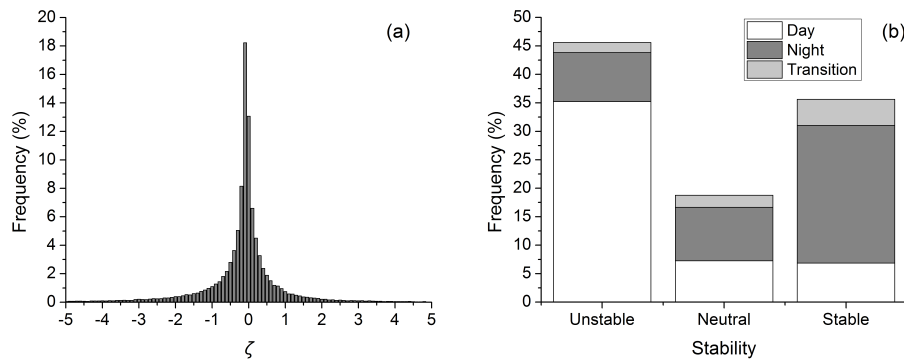 (a)
Frequency (%)
20
18
16
14
12
10
8
6
4
2
0
-5 -4 -3 -2 -1 0 1 2 3 4 5
ζ
(b)
Day
Night
Transition
Frequency (%)
50
45
40
35
30
25
20
15
10
5
0
Unstable Neutral Stable
Stability